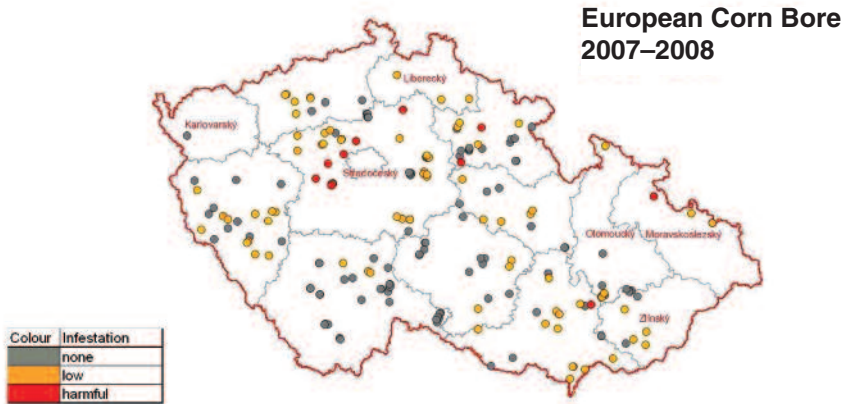 European Corn Bore
2007–2008
Liberecký
Karlovarský
Středočeský
Olomoucký Moravskoslezský
Zlínský
Colour Infestation
none
low
harmful